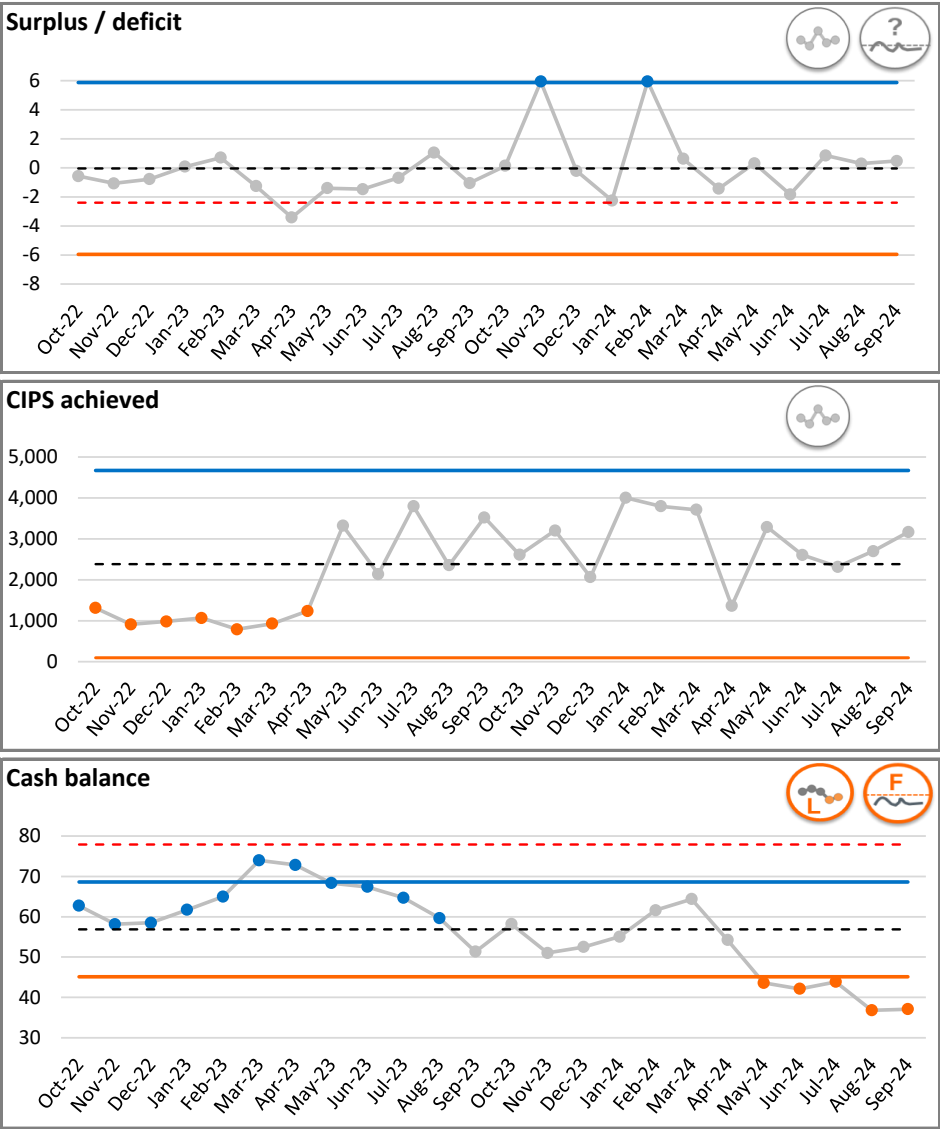 Surplus / deficit
?
6
4
2
0
-2
-4
-6
-8
Oct-22 Nov-22 Dec-22 Jan-23 Feb-23 Mar-23 Apr-23 May-23 Jun-23 Jul-23 Aug-23 Sep-23 Oct-23 Nov-23 Dec-23 Jan-24 Feb-24 Mar-24 Apr-24 May-24 Jun-24 Jul-24 Aug-24 Sep-24
CIPS achieved
5,000
4,000
3,000
2,000
1,000
0
Oct-22 Nov-22 Dec-22 Jan-23 Feb-23 Mar-23 Apr-23 May-23 Jun-23 Jul-23 Aug-23 Sep-23 Oct-23 Nov-23 Dec-23 Jan-24 Feb-24 Mar-24 Apr-24 May-24 Jun-24 Jul-24 Aug-24 Sep-24
Cash balance
L
F
80
70
60
50
40
30
Oct-22 Nov-22 Dec-22 Jan-23 Feb-23 Mar-23 Apr-23 May-23 Jun-23 Jul-23 Aug-23 Sep-23 Oct-23 Nov-23 Dec-23 Jan-24 Feb-24 Mar-24 Apr-24 May-24 Jun-24 Jul-24 Aug-24 Sep-24